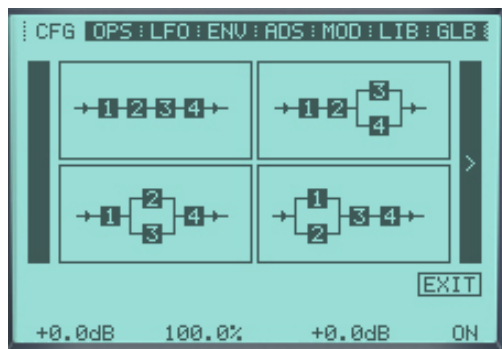 CFG OPS LFO ENV ADS MOD LIB GLB
1 2 3 4
1 2 3 4
1 2 3 4
1 2 3 4
>
EXIT
+0.0dB 100.0% +0.0dB ON